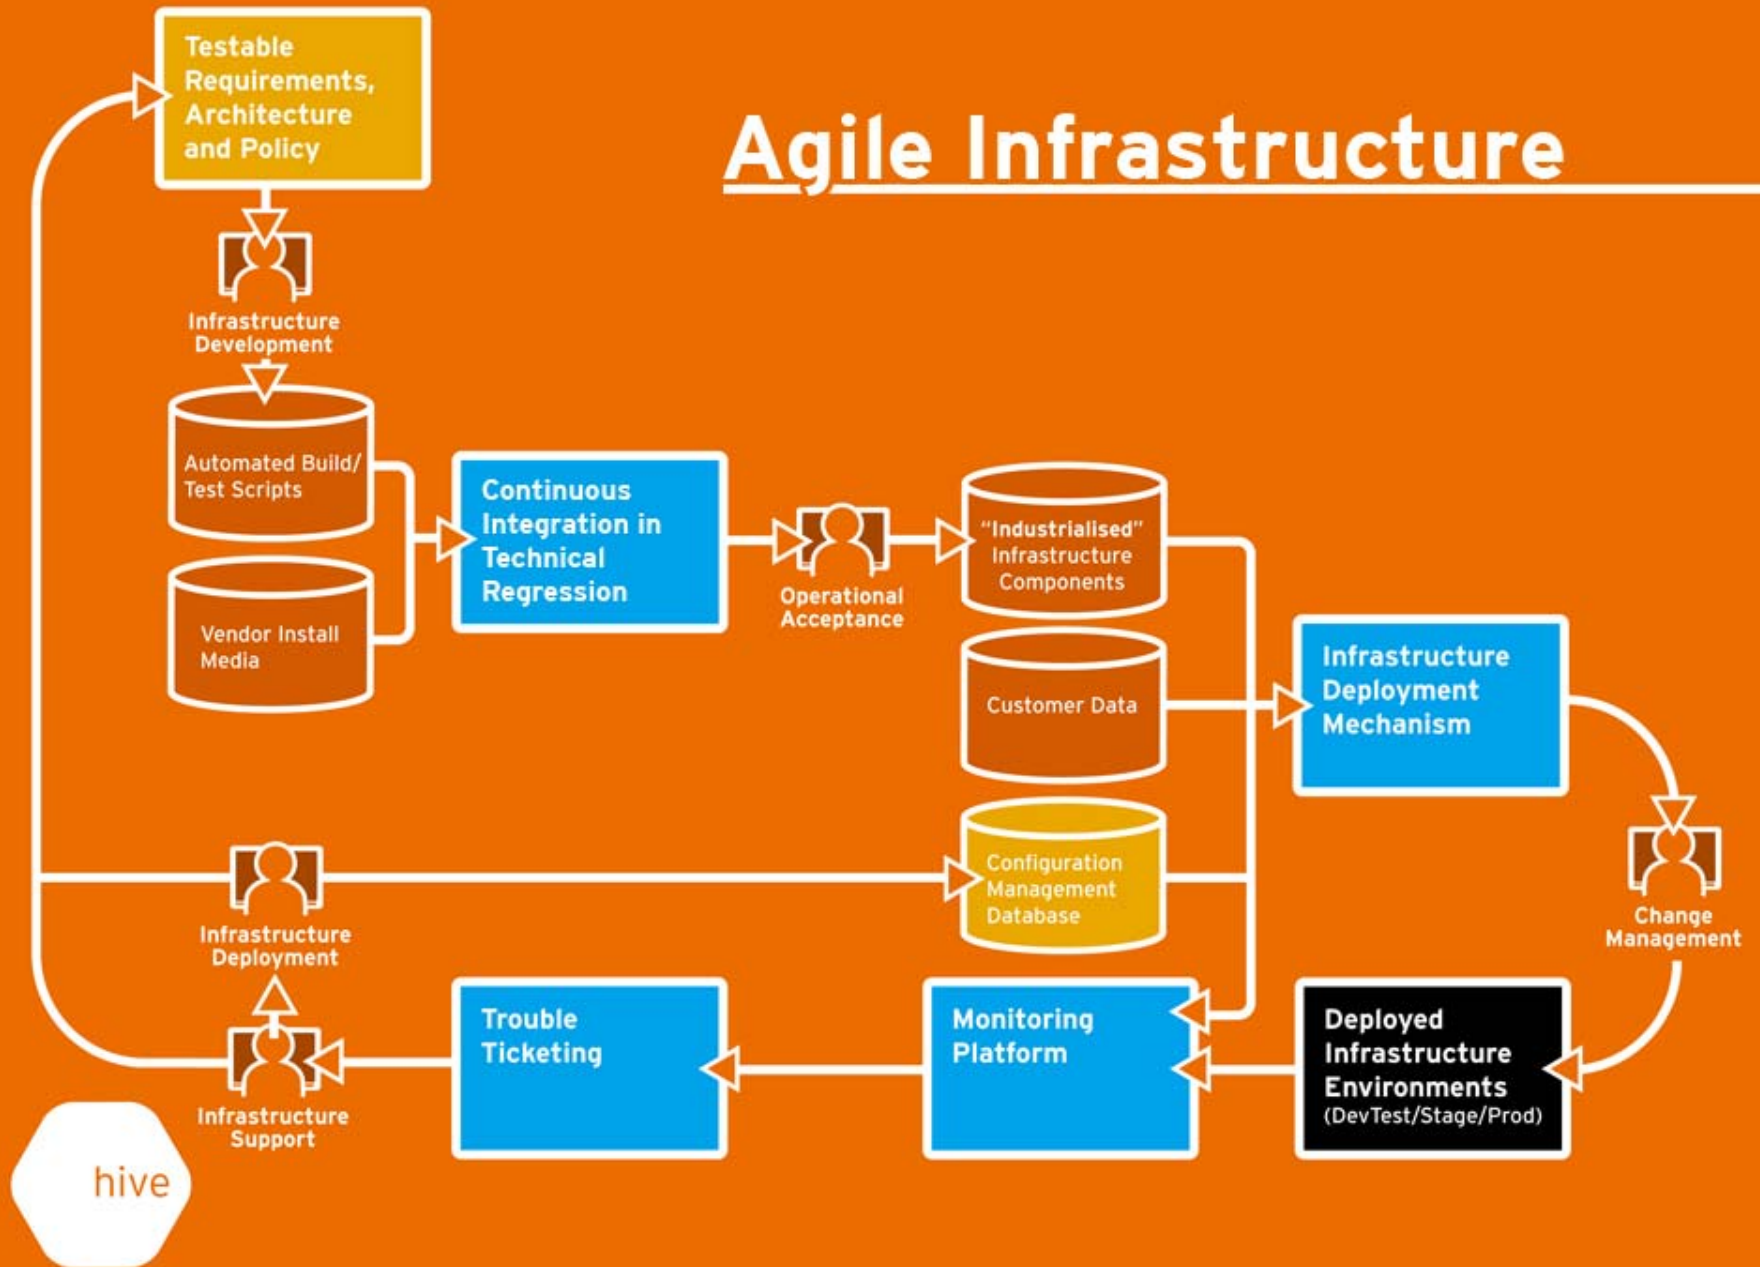 Testable
Requirements,
Architecture
and Policy
Agile Infrastructure
Infrastructure
Development
Automated Build/
Test Scripts
Vendor Install
Media
Continuous
Integration in
Technical
Regression
Operational
Acceptance
“Industrialised”
Infrastructure
Components
Customer Data
Configuration
Management
Database
Infrastructure
Deployment
Mechanism
Change
Management
Infrastructure
Deployment
Infrastructure
Support
Trouble
Ticketing
Monitoring
Platform
Deployed
Infrastructure
Environments
(DevTest/Stage/Prod)
hive